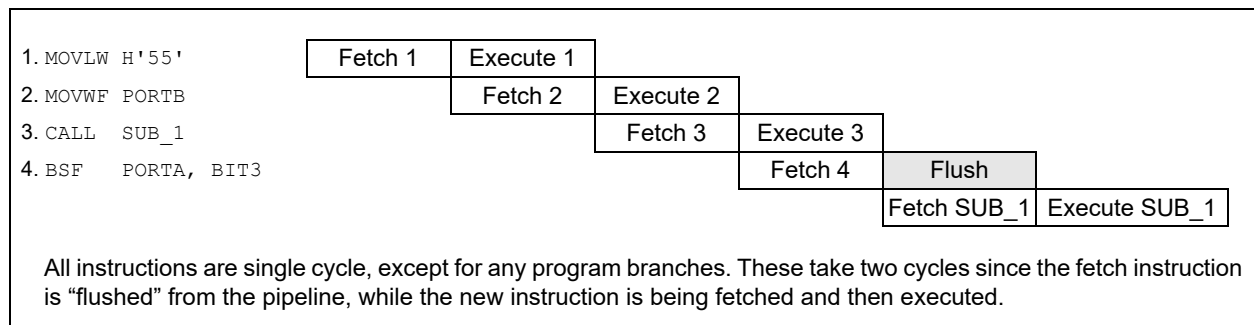 1. MOVLW H'55' Fetch 1 Execute 1
2. MOVWF PORTB Fetch 2 Execute 2
3. CALL SUB_1 Fetch 3 Execute 3
4. BSF PORTA, BIT3 Fetch 4 Flush
Fetch SUB_1 Execute SUB_1
All instructions are single cycle, except for any program branches. These take two cycles since the fetch instruction
is “flushed” from the pipeline, while the new instruction is being fetched and then executed.